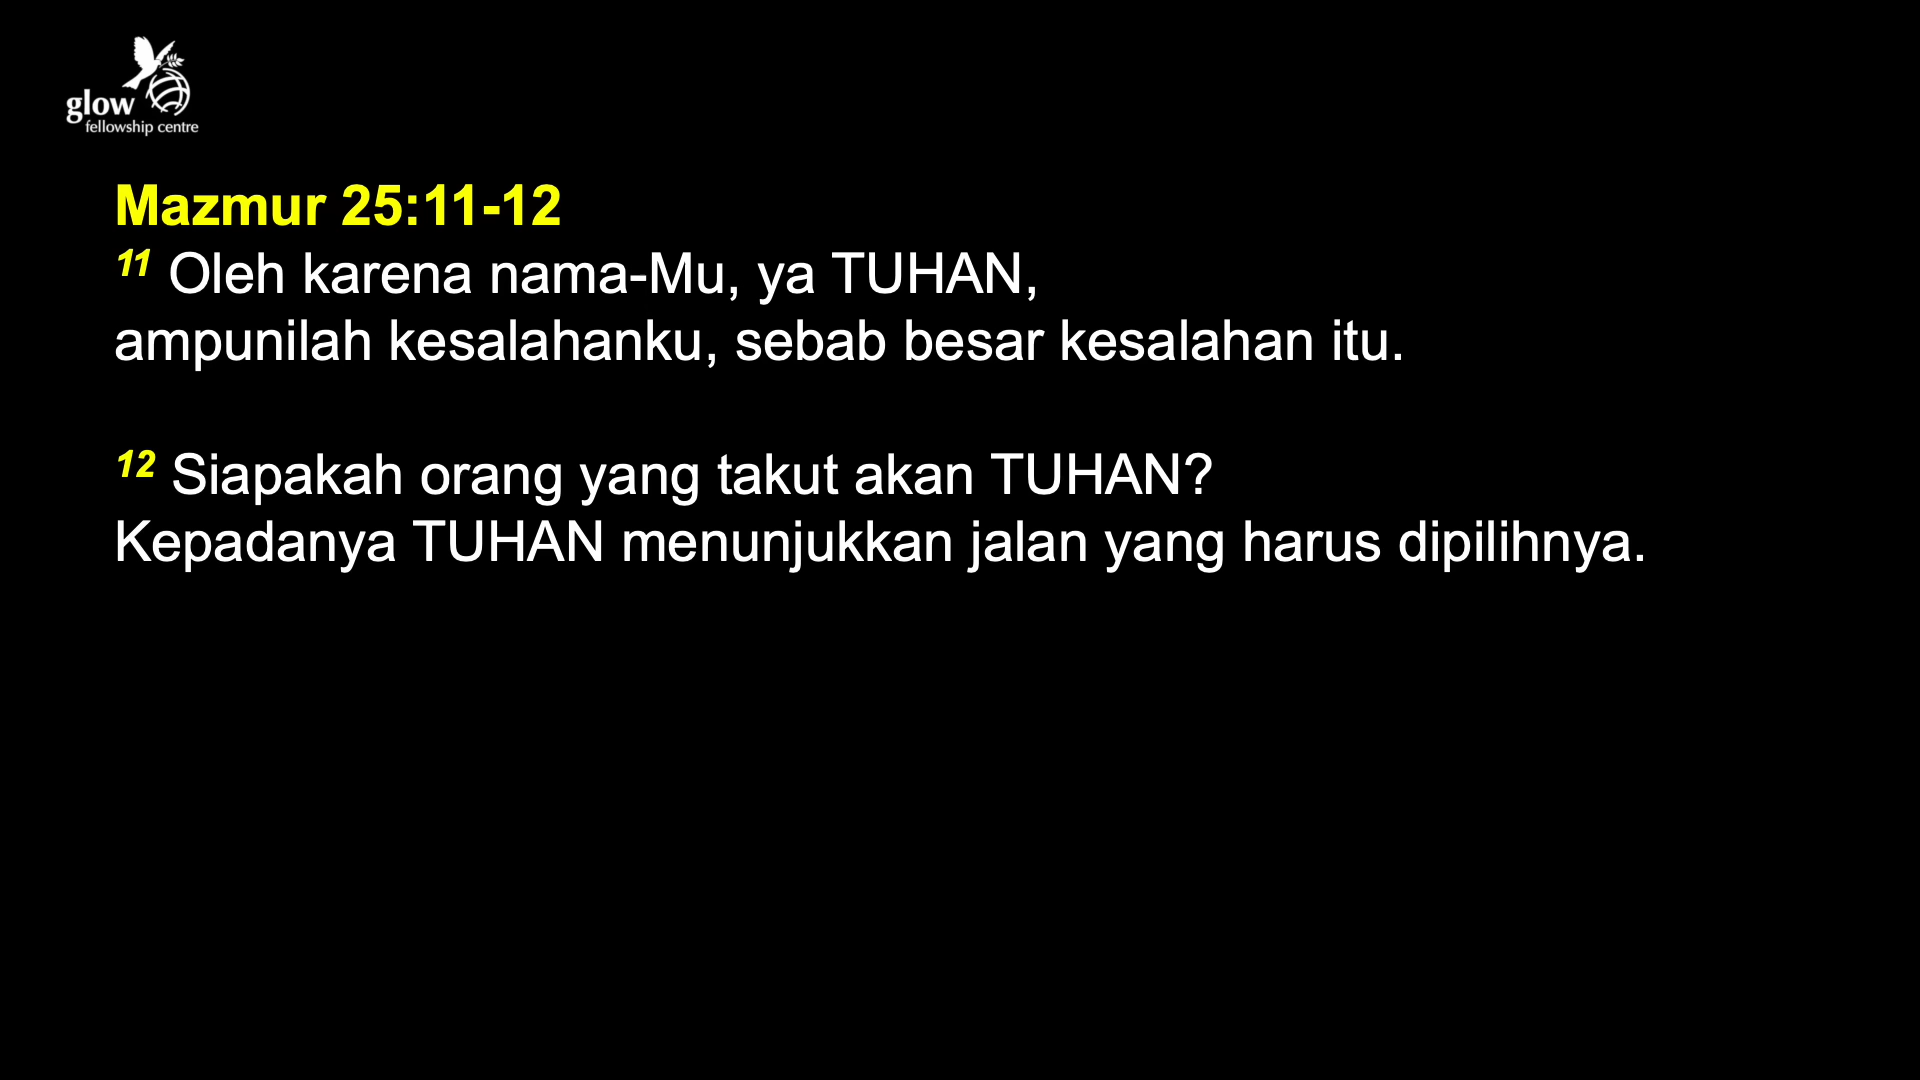 glow
fellowship centre
Mazmur 25:11-12
11 Oleh karena nama-Mu, ya TUHAN,
ampunilah kesalahanku, sebab besar kesalahan itu.
12 Siapakah orang yang takut akan TUHAN?
Kepadanya TUHAN menunjukkan jalan yang harus dipilihnya.